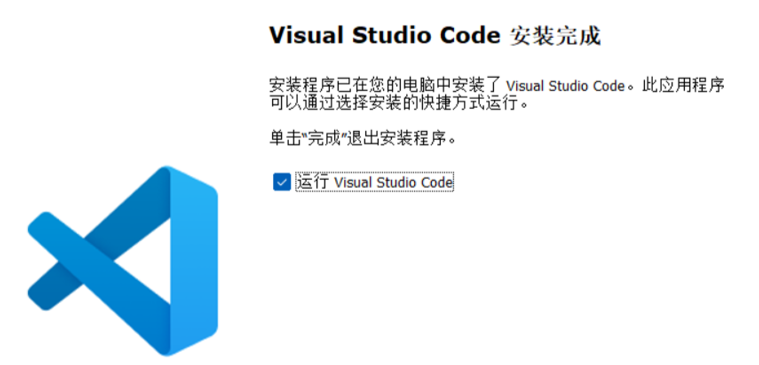 Visual Studio Code 安装完成
安装程序已在您的电脑中安装了 Visual Studio Code。此应用程序
可以通过选择安装的快捷方式运行。
单击“完成”退出安装程序。
运行 Visual Studio Code